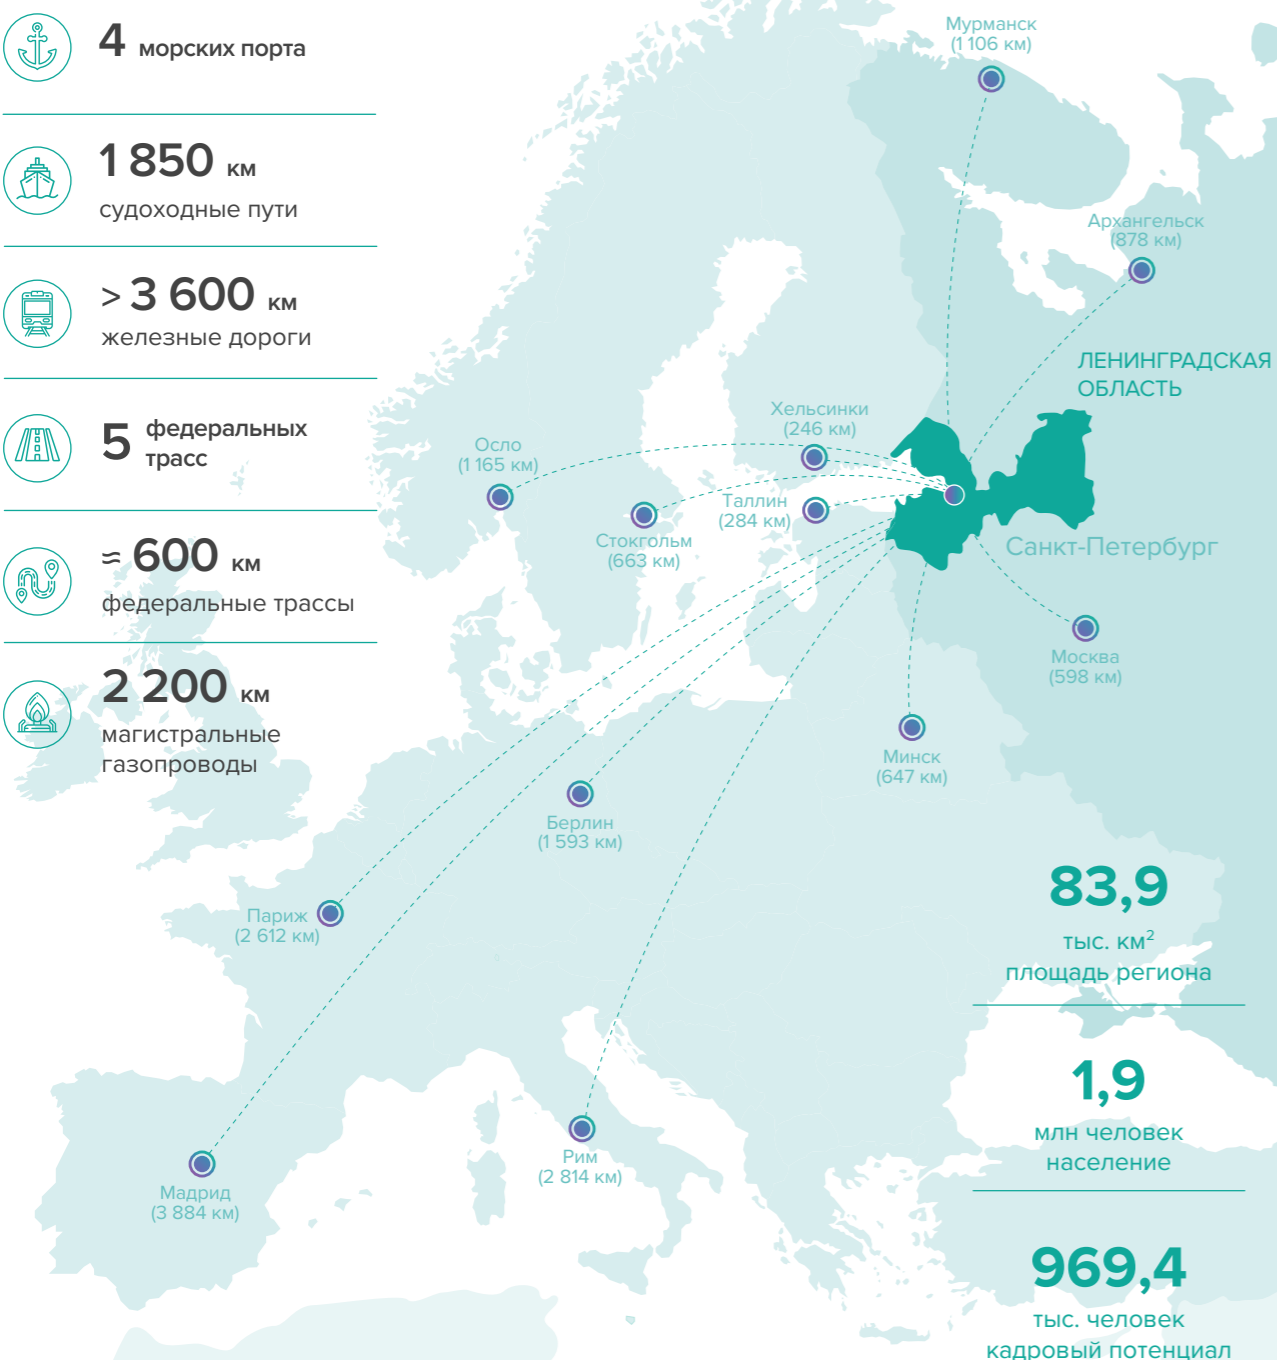 4 морских порта
1 850 км
судоходные пути
> 3 600 км
железные дороги
5 федеральных
трасс
≈ 600 км
федеральные трассы
2 200 км
магистральные
газопроводы
Мурманск
(1 106 км)
Архангельск
(878 км)
ЛЕНИНГРАДСКАЯ
ОБЛАСТЬ
Хельсинки
(246 км)
Осло
(1 165 км)
Таллин
(284 км)
Стокгольм
(663 км)
Санкт-Петербург
Москва
(598 км)
Минск
(647 км)
Берлин
(1 593 км)
Париж
(2 612 км)
Рим
(2 814 км)
Мадрид
(3 884 км)
83,9
тыс. км²
площадь региона
1,9
млн человек
население
969,4
тыс. человек
кадровый потенциал